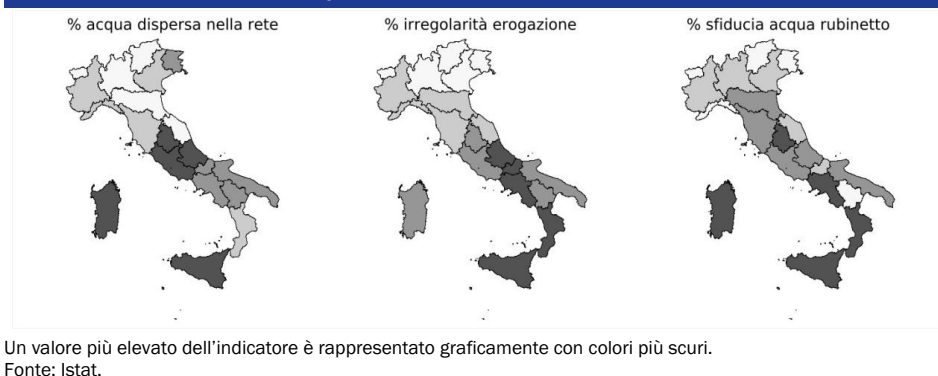 % acqua dispersa nella rete
% irregolarità erogazione
% sfiducia acqua rubinetto
Un valore più elevato dell'indicatore è rappresentato graficamente con colori più scuri.
Fonte: Istat.